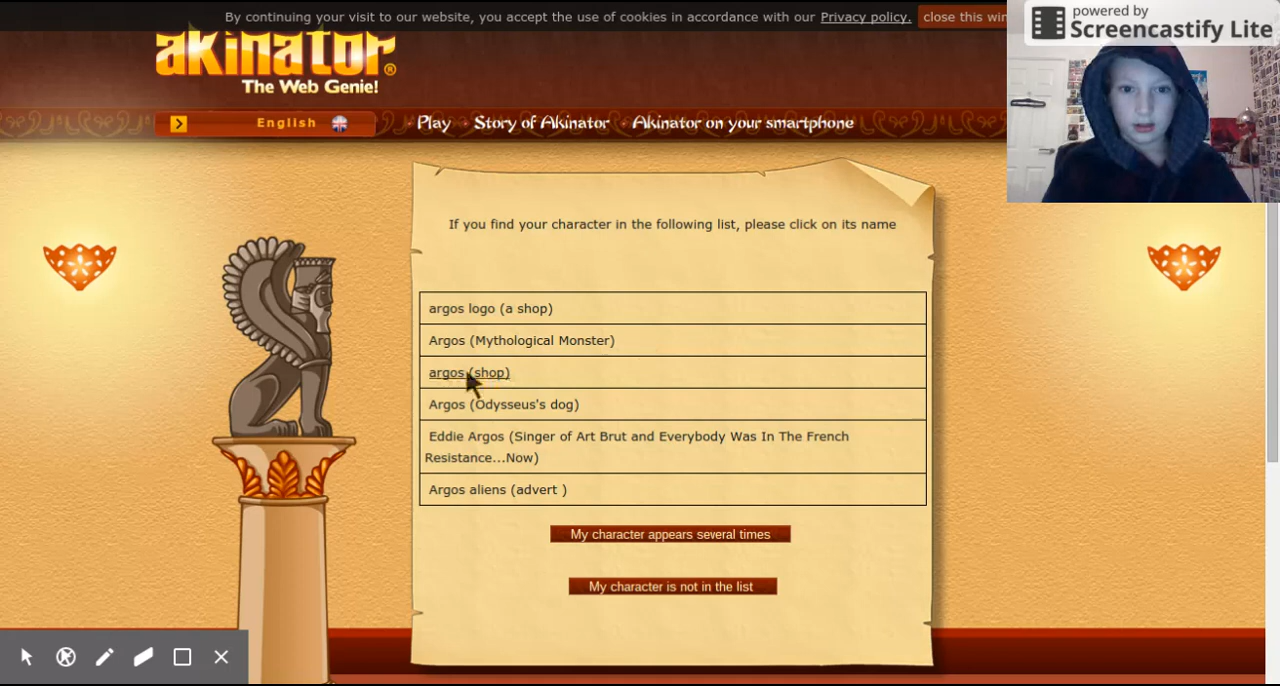 By continuing your visit to our website, you accept the use of cookies in accordance with our Privacy policy. close this win
powered by
Screencastify Lite
akinator®
The Web Genie!
English
Play
Story of Akinator
Akinator on your smartphone
If you find your character in the following list, please click on its name
argos logo (a shop)
Argos (Mythological Monster)
argos (shop)
Argos (Odysseus's dog)
Eddie Argos (Singer of Art Brut and Everybody Was In The French
Resistance...Now)
Argos aliens (advert )
My character appears several times
My character is not in the list